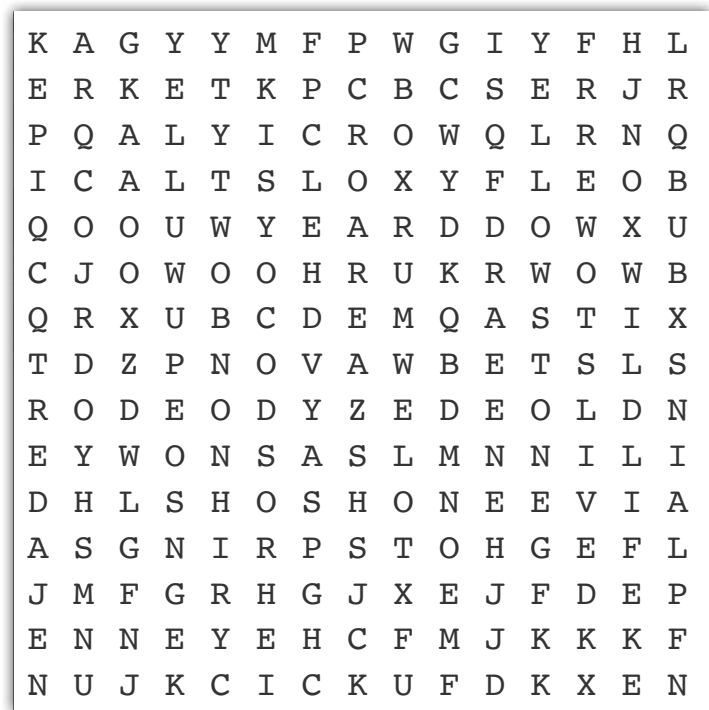 K A G Y Y M F P W G I Y F H L
E R K E T K P C B C S E R J R
P Q A L Y I C R O W Q L R N Q
I C A L T S L O X Y F L E O B
Q O O U W Y E A R D D O W X U
C J O W O O H R U K R W O W B
Q R X U B C D E M Q A S T I X
T D Z P N O V A W B E T S L S
R O D E O D Y Z E D E O L D N
E Y W O N S A S L M N N I L I
D H L S H O S H O N E E V I A
A S G N I R P S T O H G E F L
J M F G R H G J X E J F D E P
E N N E Y E H C F M J K K K F
N U J K C I C K U F D K X E N